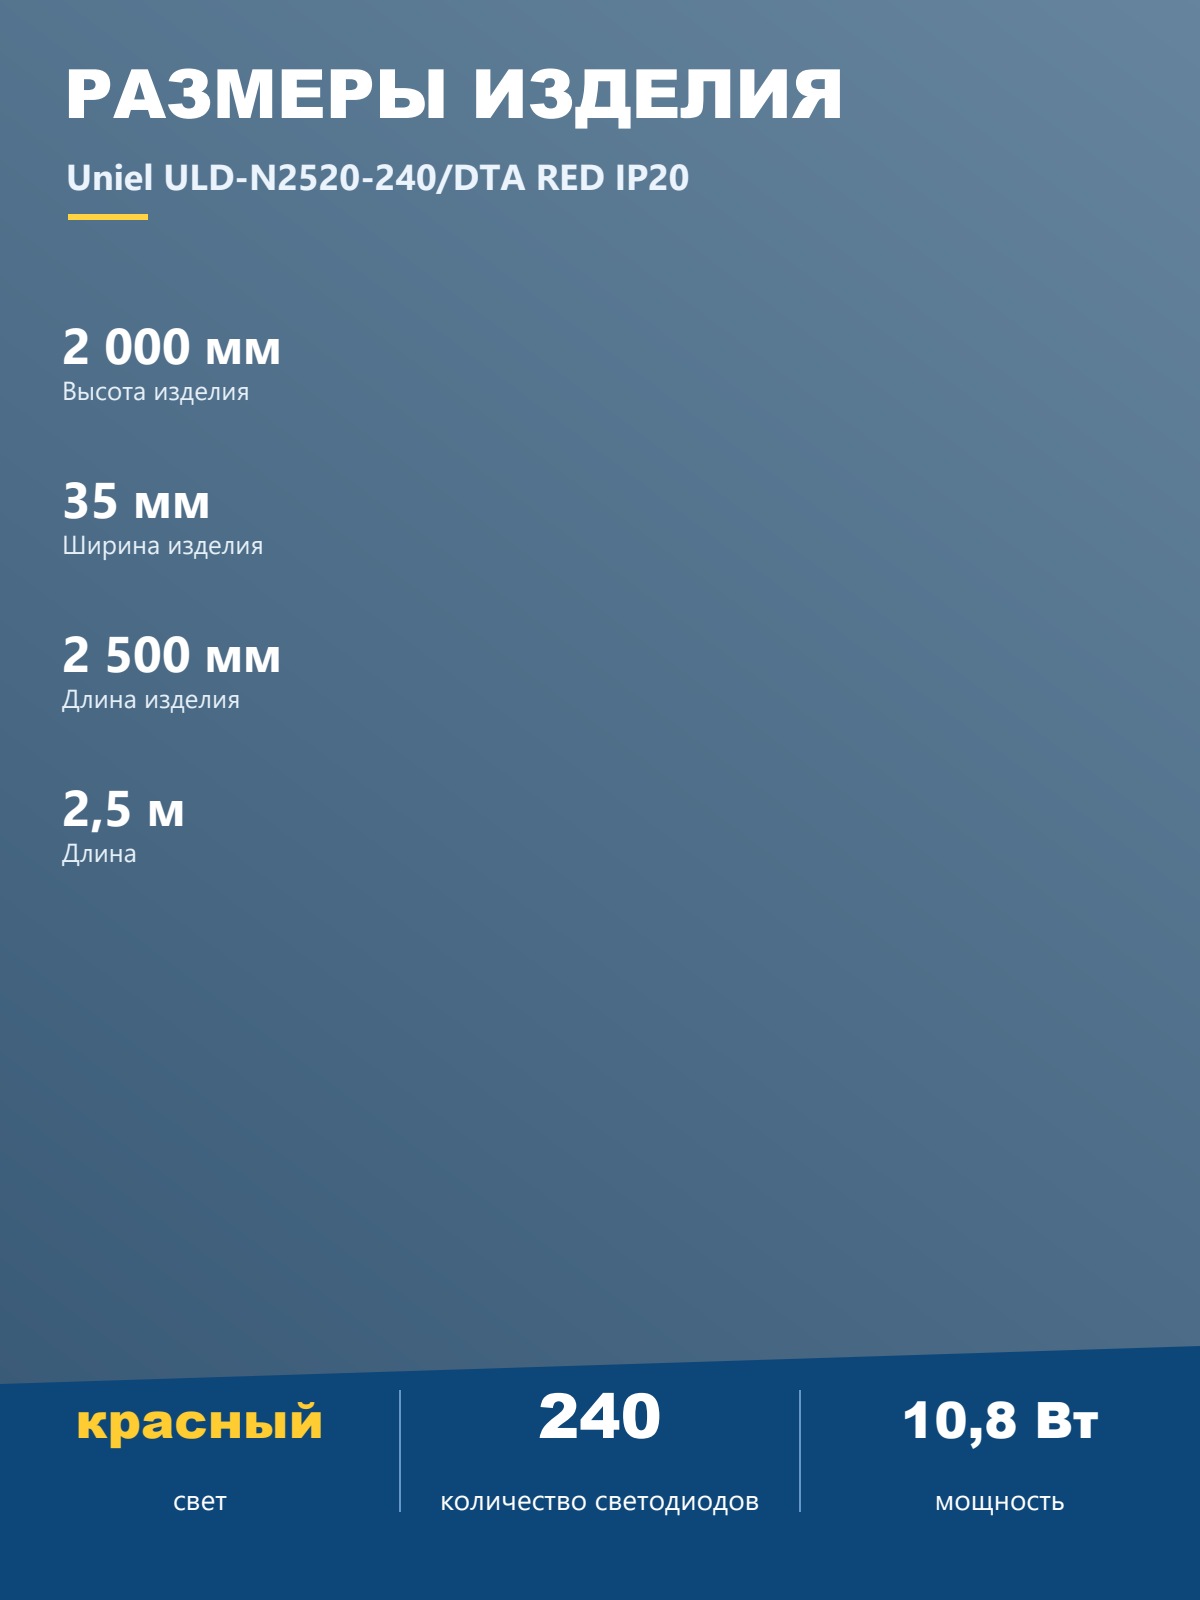 РАЗМЕРЫ ИЗДЕЛИЯ
Uniel ULD-N2520-240/DTA RED IP20
2 000 мм
Высота изделия
35 мм
Ширина изделия
2 500 мм
Длина изделия
2,5 м
Длина
красный
свет
240
количество светодиодов
10,8 Вт
мощность